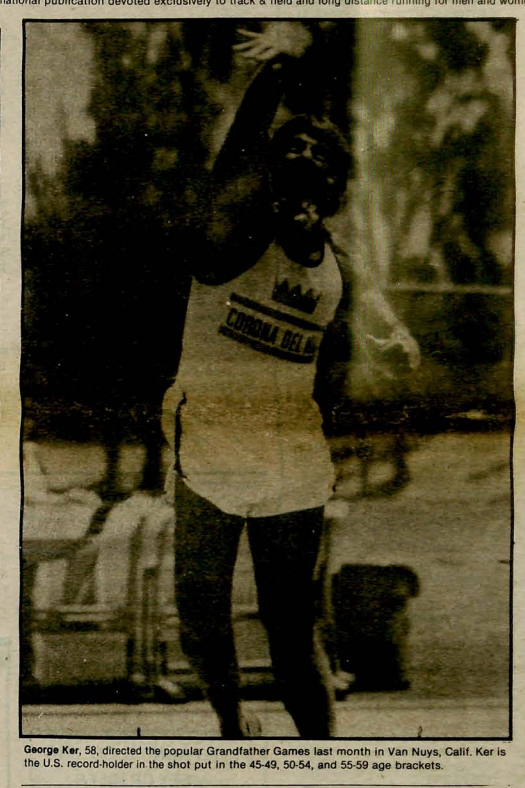 national publication devoted exclusively to track & field and long distance running for men and wom
CORONA DEL
George Ker, 58, directed the popular Grandfather Games last month in Van Nuys, Calif. Ker is
the U.S. record-holder in the shot put in the 45-49, 50-54, and 55-59 age brackets.